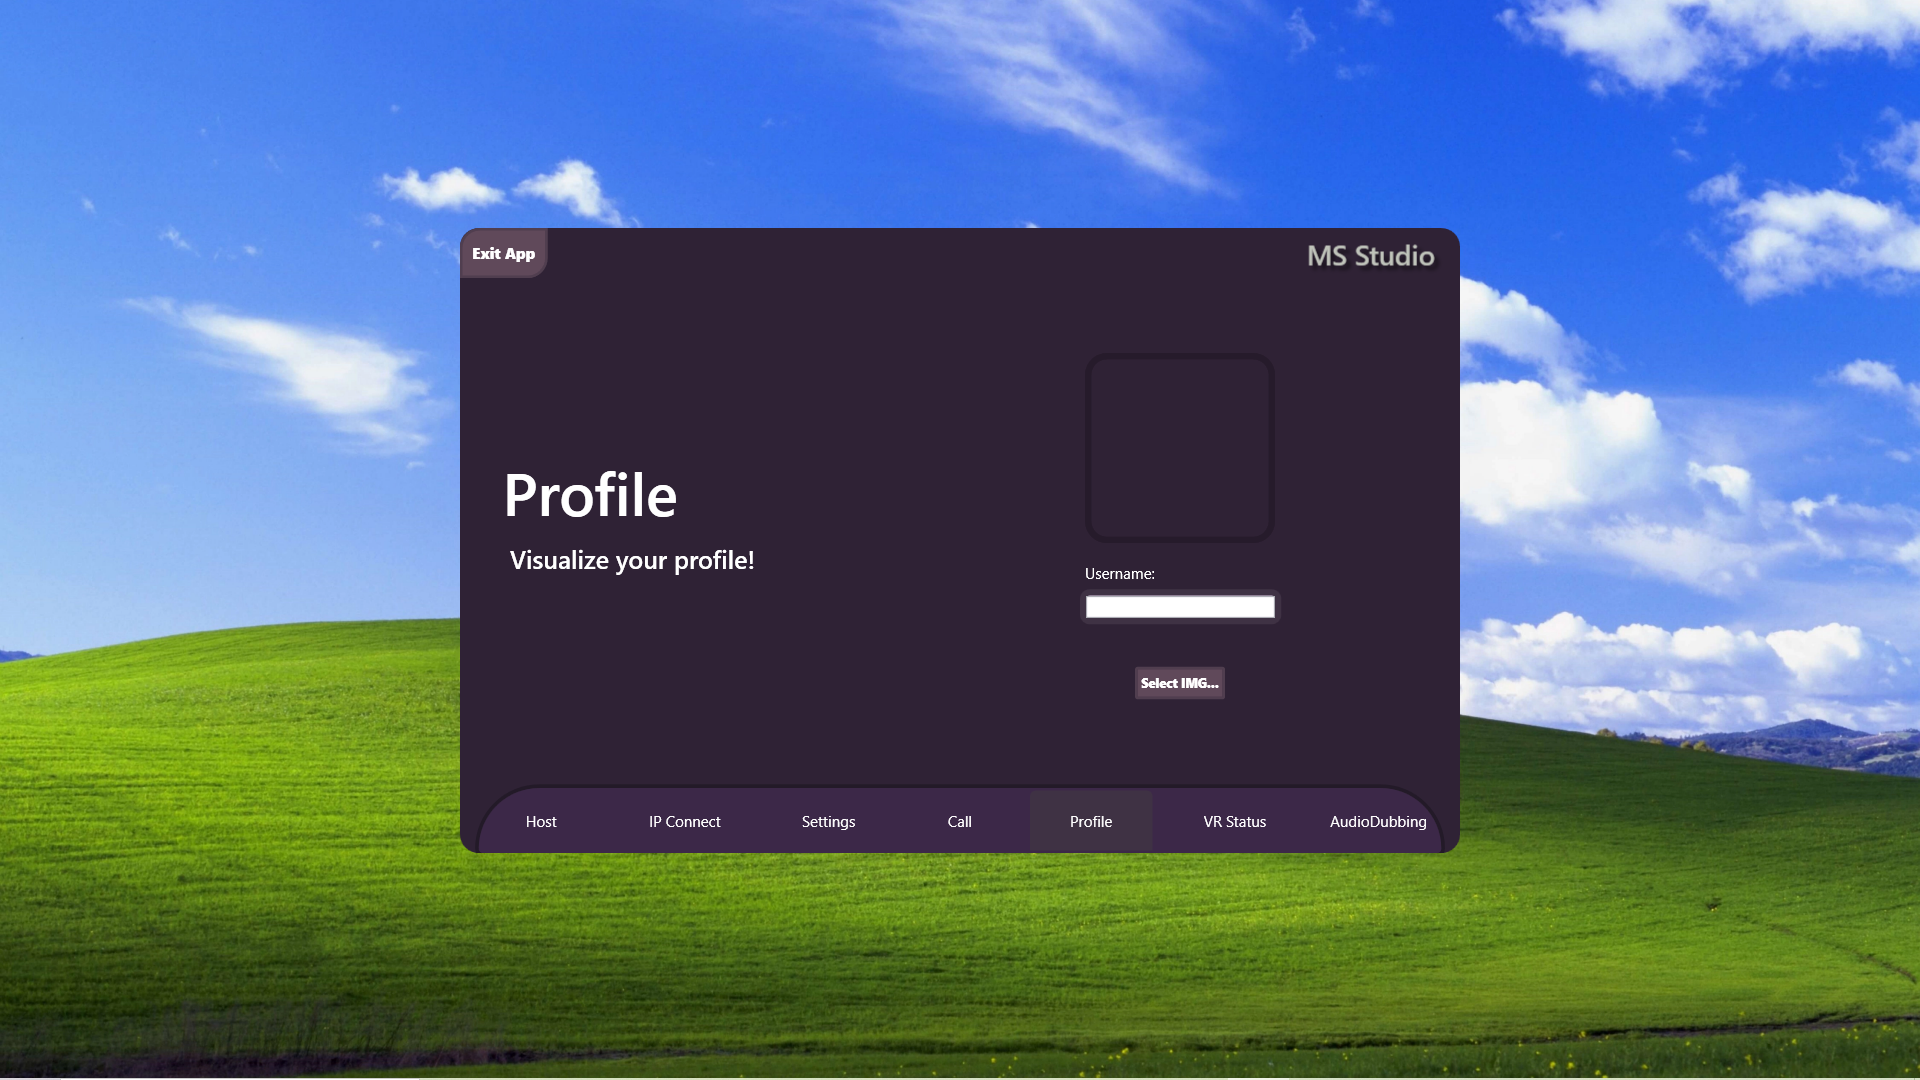 Exit App
MS Studio
Profile
Visualize your profile!
Username:
Select IMG...
Host
IP Connect
Settings
Call
Profile
VR Status
AudioDubbing